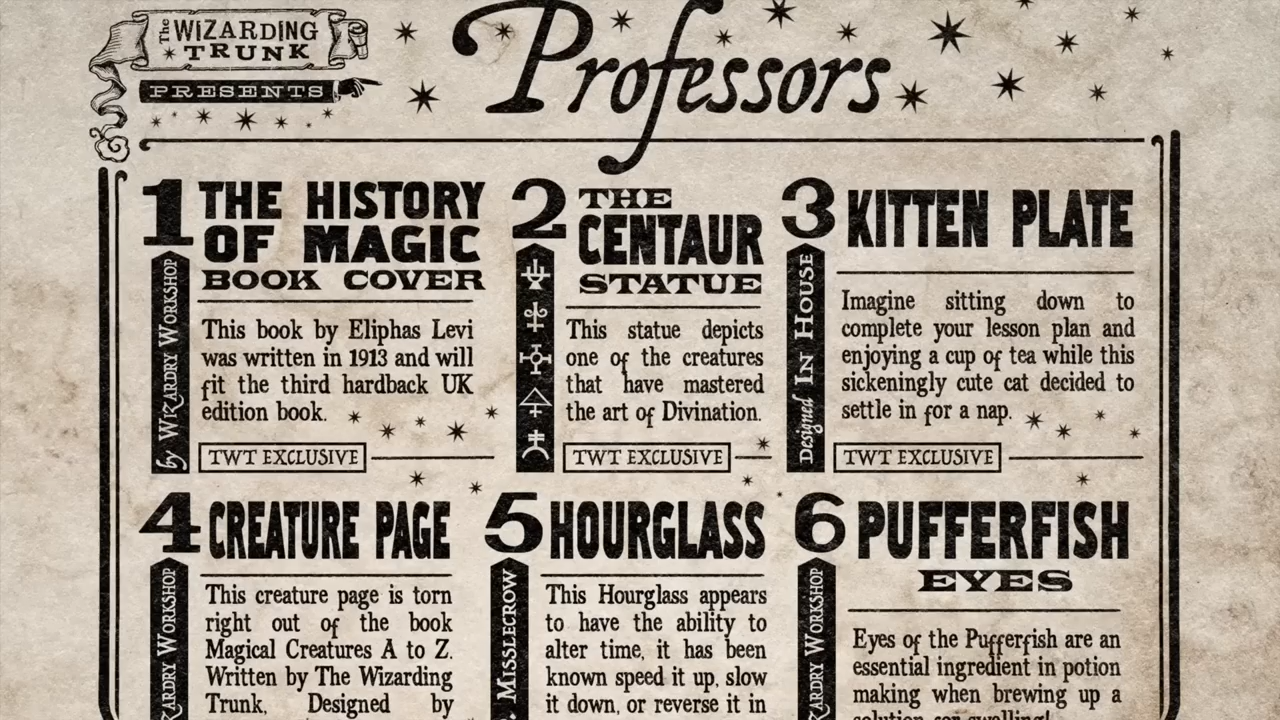 The WIZARDING
TRUNK
PRESENTS
Professors
1 THE HISTORY
OF MAGIC
BOOK COVER
by WIZARDRY WORKSHOP
This book by Eliphas Levi
was written in 1913 and will
fit the third hardback UK
edition book.
TWT EXCLUSIVE
2 THE
CENTAUR
STATUE
This statue depicts
one of the creatures
that have mastered
the art of Divination.
TWT EXCLUSIVE
3 KITTEN PLATE
Designed IN HOUSE
Imagine sitting down to
complete your lesson plan and
enjoying a cup of tea while this
sickeningly cute cat decided to
settle in for a nap.
TWT EXCLUSIVE
4 CREATURE PAGE
WORKSHOP
This creature page is torn
right out of the book
Magical Creatures A to Z.
Written by The Wizarding
Trunk. Designed by
5 HOURGLASS
MISSLECROW
This Hourglass appears
to have the ability to
alter time, it has been
known speed it up, slow
it down, or reverse it in
6 PUFFERFISH
EYES
WORKSHOP
Eyes of the Pufferfish are an
essential ingredient in potion
making when brewing up a
solution for swelling!